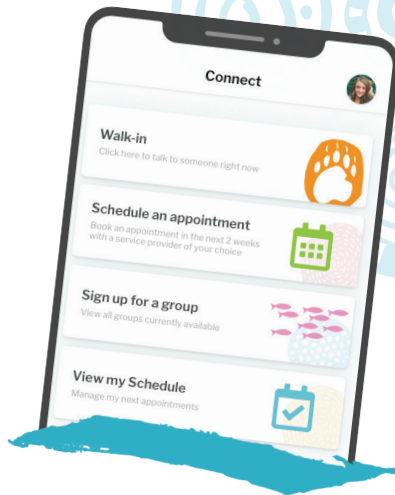 Connect
Walk-in
Click here to talk to someone right now
Schedule an appointment
Book an appointment in the next 2 weeks
with a service provider of your choice
Sign up for a group
View all groups currently available
View my Schedule
Manage my next appointments